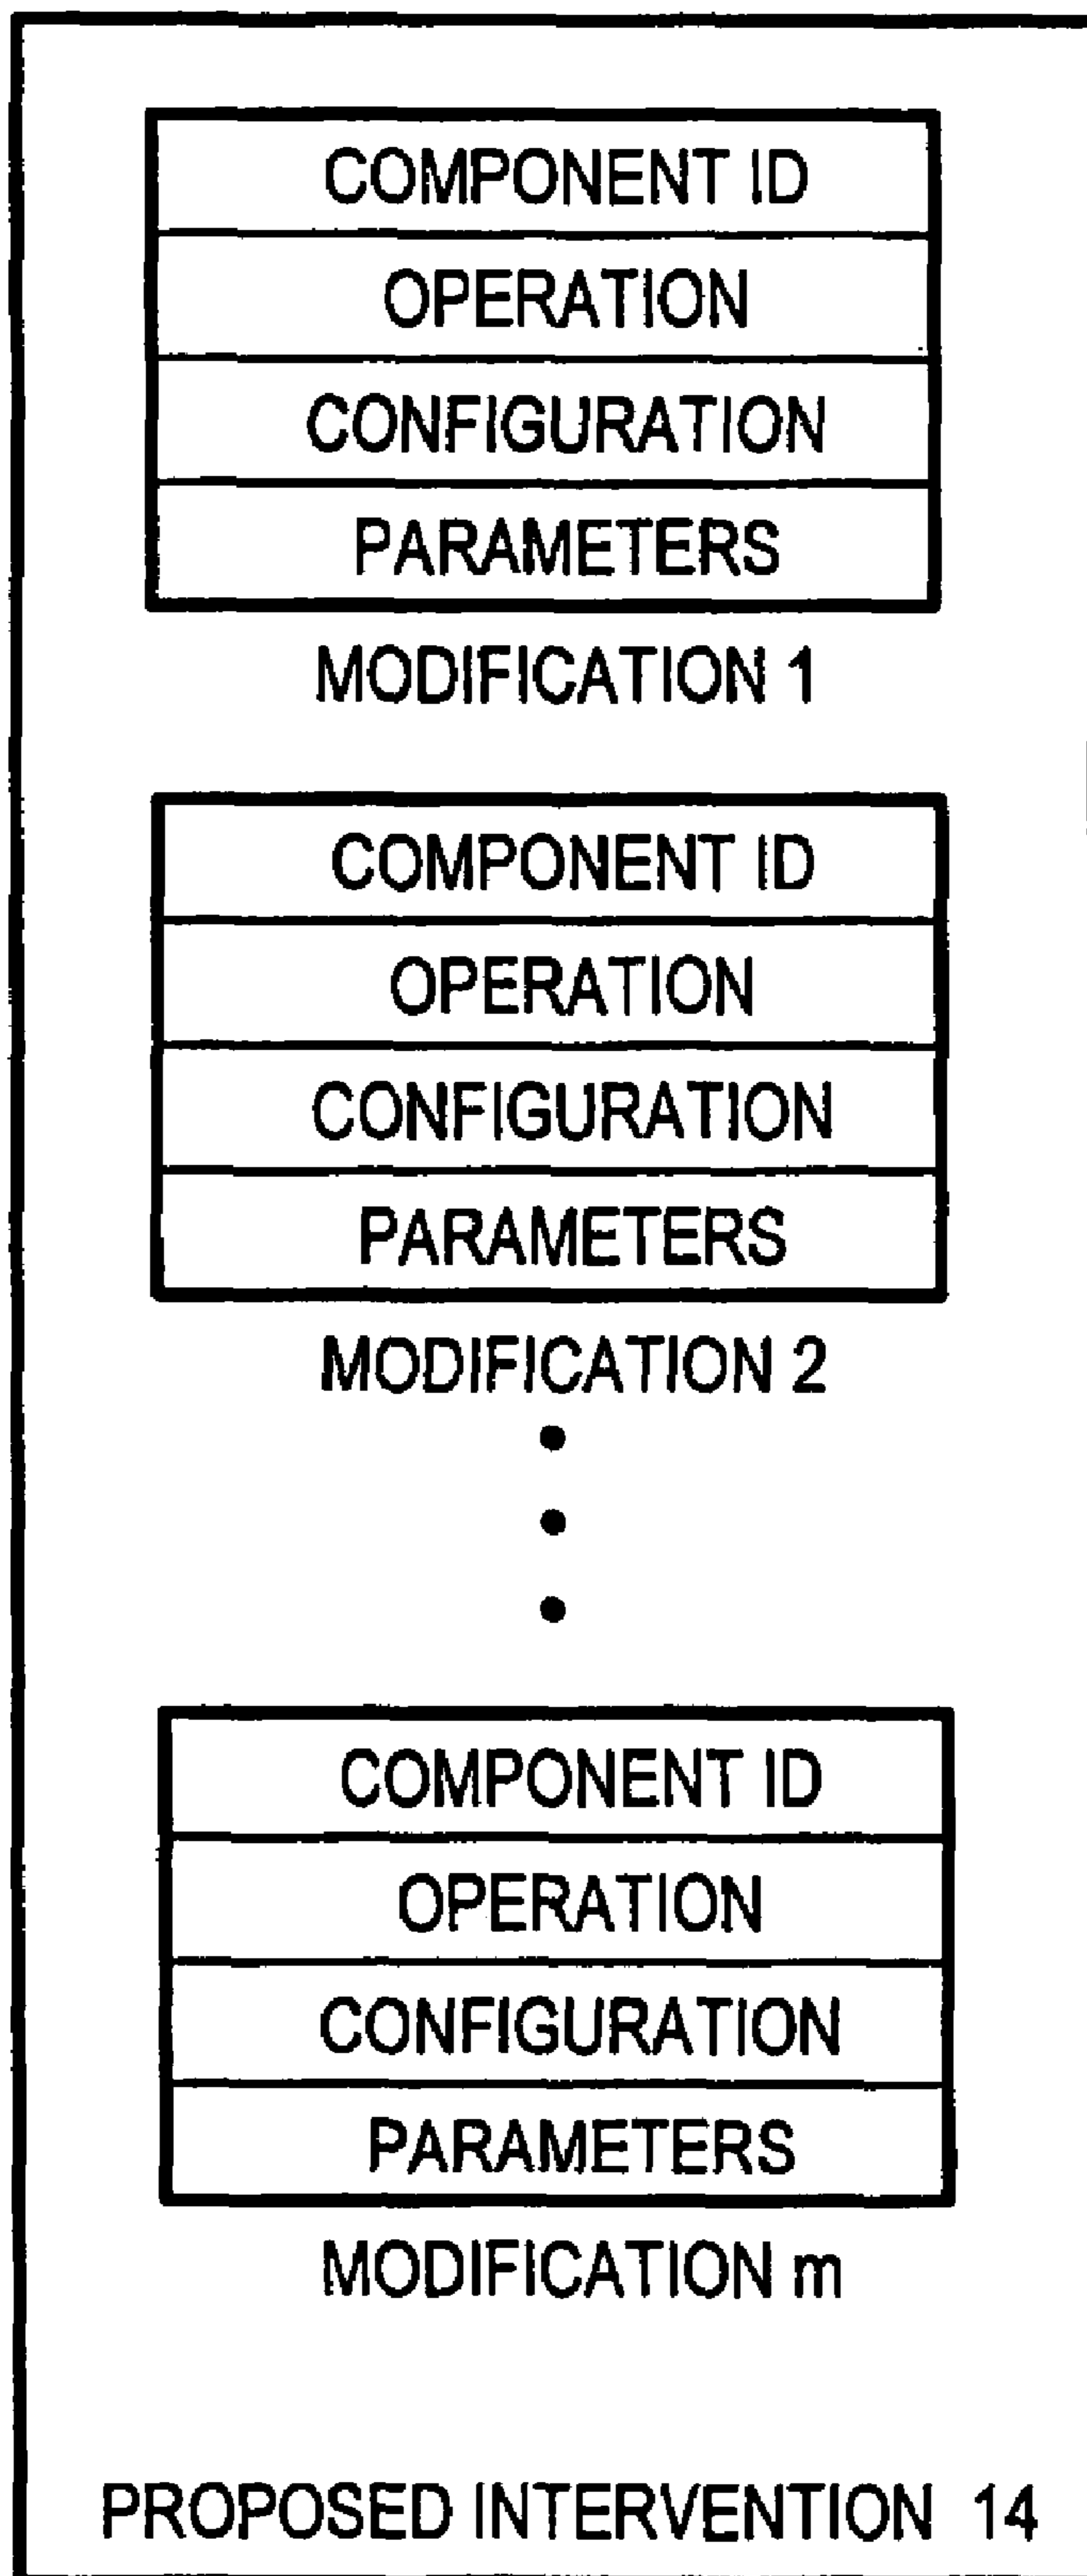 COMPONENT ID
OPERATION
CONFIGURATION
PARAMETERS
MODIFICATION 1
COMPONENT ID
OPERATION
CONFIGURATION
PARAMETERS
MODIFICATION 2
COMPONENT ID
OPERATION
CONFIGURATION
PARAMETERS
MODIFICATION m
PROPOSED INTERVENTION 14